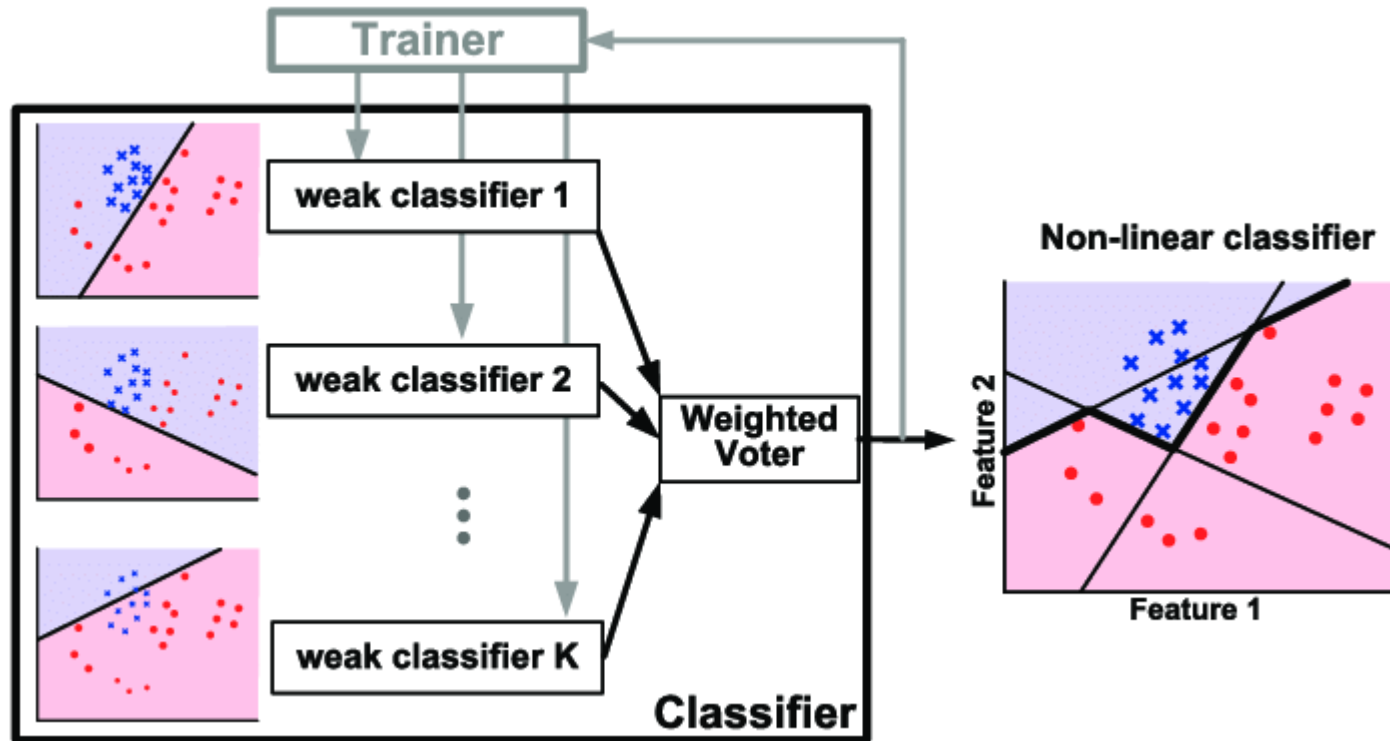 Trainer
weak classifier 1
weak classifier 2
weak classifier K
Weighted
Voter
Classifier
Non-linear classifier
Feature 2
Feature 1